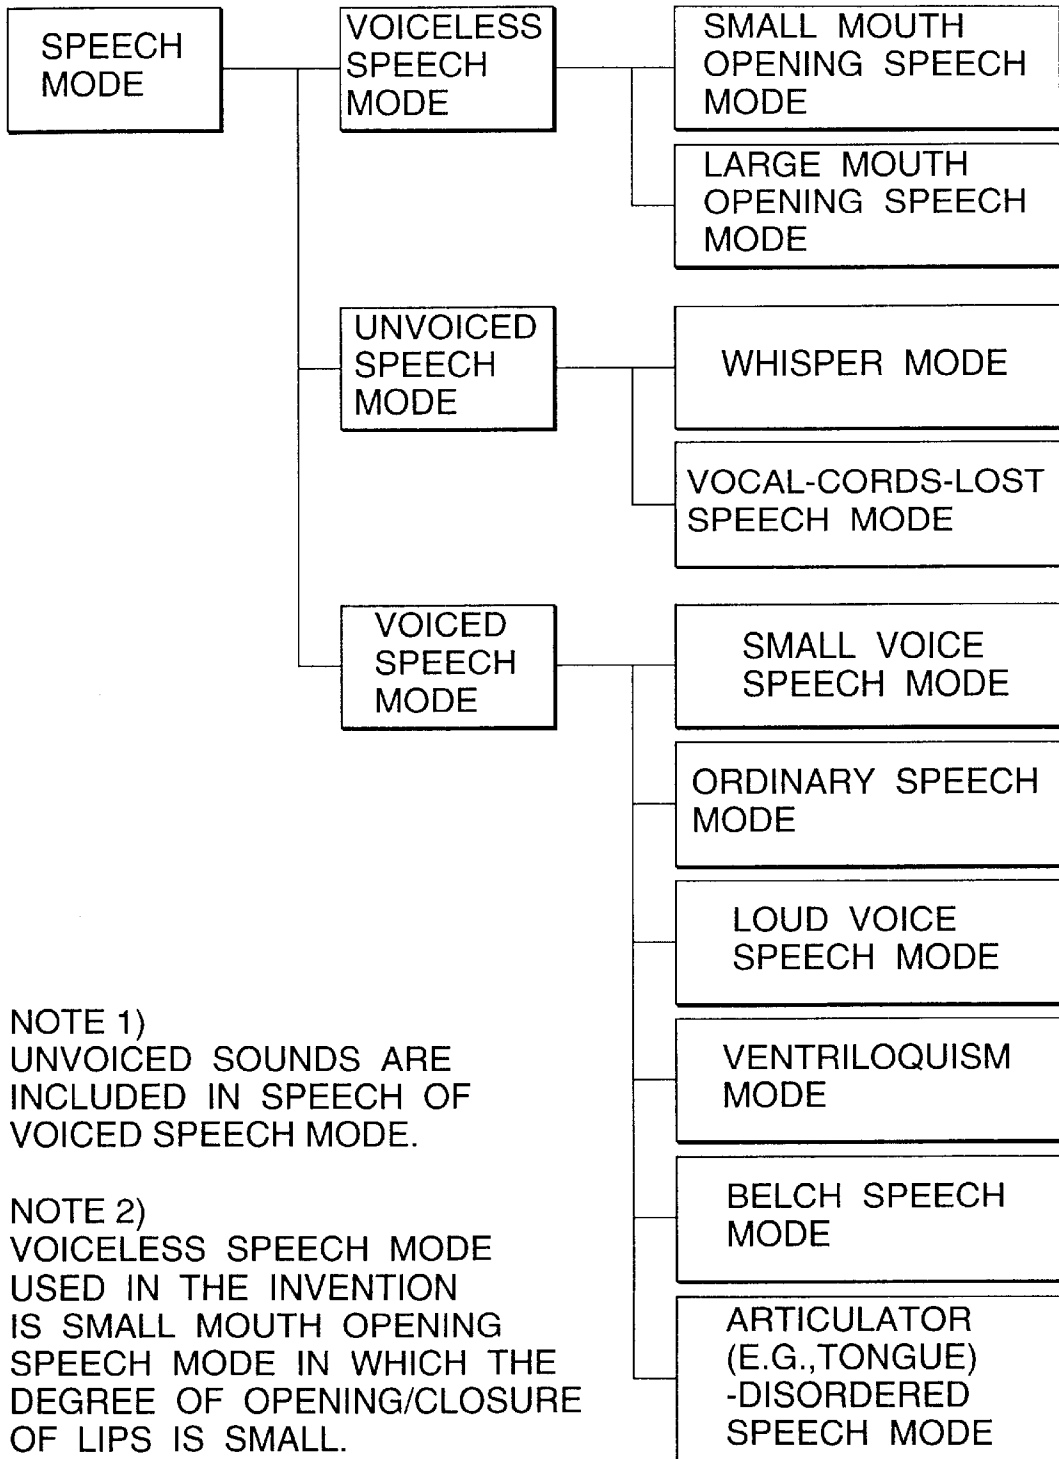 SPEECH
MODE
VOICELESS
SPEECH
MODE
SMALL MOUTH
OPENING SPEECH
MODE
LARGE MOUTH
OPENING SPEECH
MODE
UNVOICED
SPEECH
MODE
WHISPER MODE
VOCAL-CORDS-LOST
SPEECH MODE
VOICED
SPEECH
MODE
SMALL VOICE
SPEECH MODE
ORDINARY SPEECH
MODE
LOUD VOICE
SPEECH MODE
VENTRILOQUISM
MODE
BELCH SPEECH
MODE
ARTICULATOR
(E.G.,TONGUE)
-DISORDERED
SPEECH MODE
NOTE 1)
UNVOICED SOUNDS ARE
INCLUDED IN SPEECH OF
VOICED SPEECH MODE.
NOTE 2)
VOICELESS SPEECH MODE
USED IN THE INVENTION
IS SMALL MOUTH OPENING
SPEECH MODE IN WHICH THE
DEGREE OF OPENING/CLOSURE
OF LIPS IS SMALL.